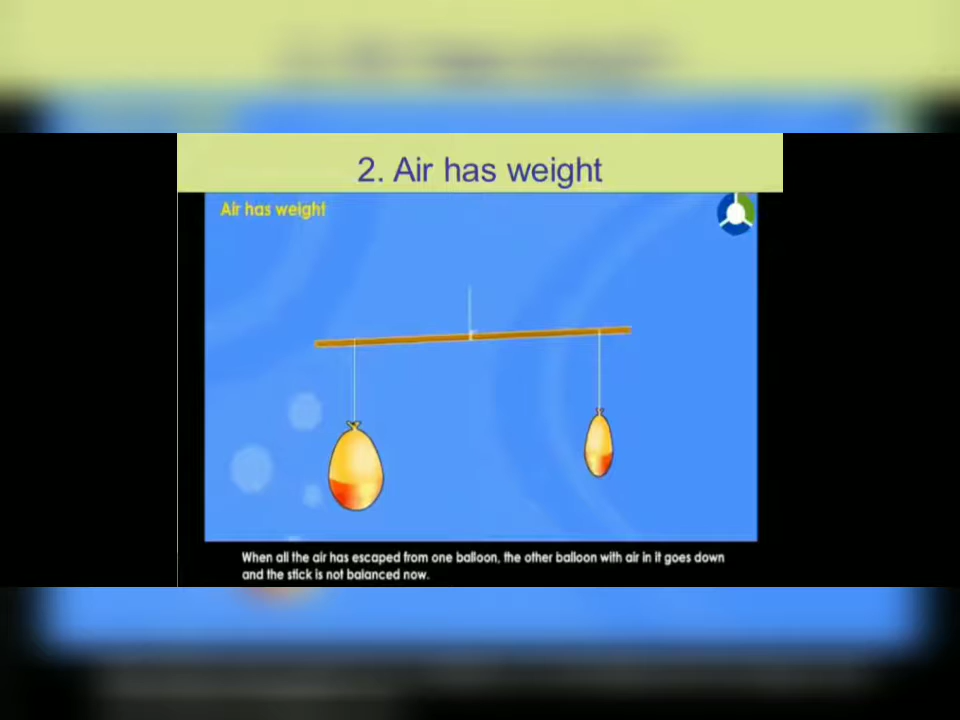 2. Air has weight
Air has weight
When all the air has escaped from one balloon, the other balloon with air in it goes down
and the stick is not balanced now.